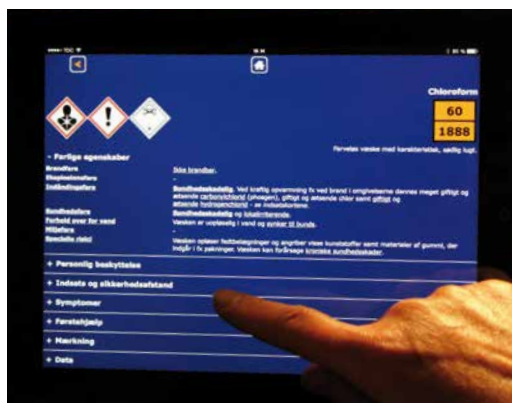 TDC
Chloroform
60
1888
Farveløs væske med karakteristisk, sødlig lugt.
- Farlige egenskaber
Brandfare Ikke brandbar.
Eksplosionsfare -
Indåndingsfare Sundhedsskadelig. Ved kraftig opvarmning fx ved brand i omgivelserne dannes meget giftigt og
ætsende carbonylchlorid (phosgen), giftigt og ætsende chlor samt giftigt og
ætsende hydrogenchlorid - se indsatskortene.
Sundhedsfare Sundhedsskadelig og lokalirriterende.
Forhold over for vand Væsken er uopløselig i vand og synker til bunds.
Miljøfare -
Specielle risici Væsken opløser fedtbelægninger og angriber visse kunststoffer samt materialer af gummi, der
indgår i fx pakninger. Væsken kan forårsage kroniske sundhedsskader.
+ Personlig beskyttelse
+ Indsats og sikkerhedsafstand
+ Symptomer
+ Førstehjælp
+ Mærkning
+ Data